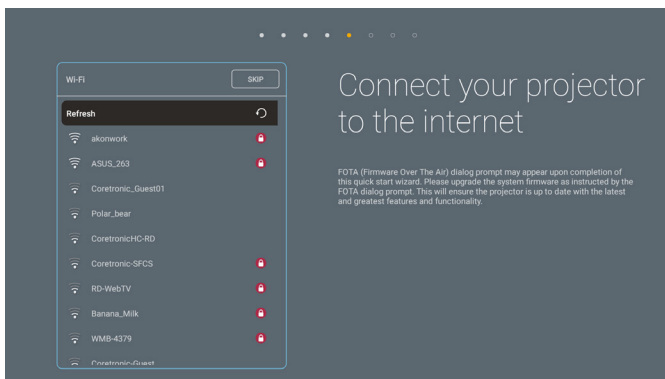 Wi-Fi
SKIP
Refresh
akonwork
ASUS_263
Coretronic_Guest01
Polar_bear
CoretronicHC-RD
Coretronic-SFCS
RD-WebTV
Banana_Milk
WMB-4379
Coretronic-Guest
Connect your projector
to the internet
FOTA (Firmware Over The Air) dialog prompt may appear upon completion of
this quick start wizard. Please upgrade the system firmware as instructed by the
FOTA dialog prompt. This will ensure the projector is up to date with the latest
and greatest features and functionality.